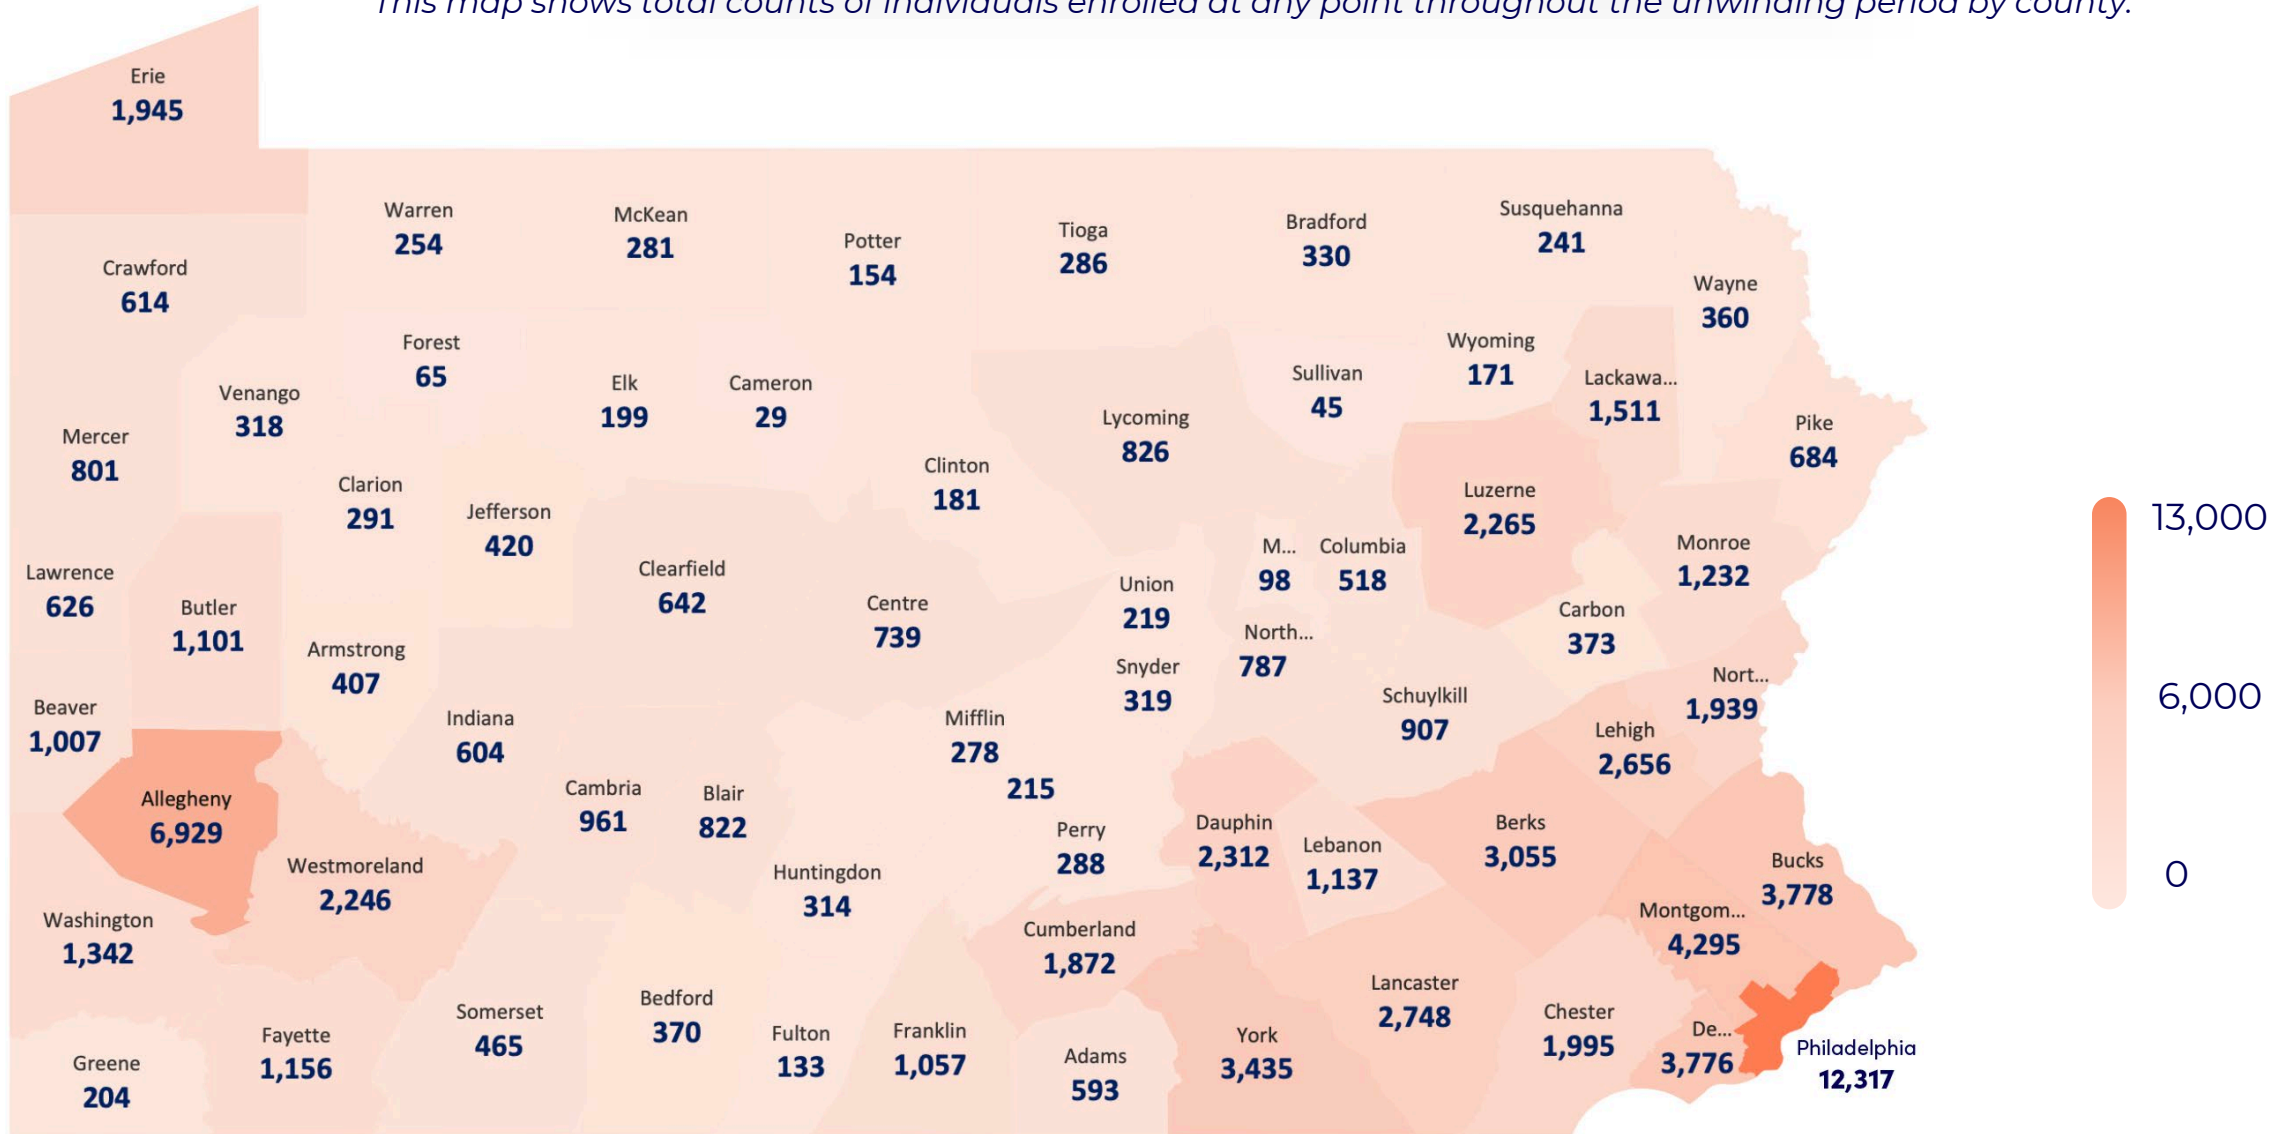 This map shows total counts of individuals enrolled at any point throughout the unwinding period by county.
Erie
1,945
Warren
254
McKean
281
Potter
154
Tioga
286
Bradford
330
Susquehanna
241
Wayne
360
Crawford
614
Forest
65
Venango
318
Elk
199
Cameron
29
Mercer
801
Clarion
291
Jefferson
420
Clinton
181
Lycoming
826
Sullivan
45
Wyoming
171
Lackawa...
1,511
Pike
684
Luzerne
2,265
Monroe
1,232
Lawrence
626
Butler
1,101
Armstrong
407
Clearfield
642
Centre
739
Union
219
M...
98
Columbia
518
Carbon
373
Snyder
319
North...
787
Schuylkill
907
Nort...
1,939
Lehigh
2,656
Beaver
1,007
Indiana
604
Mifflin
278
215
Allegheny
6,929
Cambria
961
Blair
822
Perry
288
Dauphin
2,312
Lebanon
1,137
Berks
3,055
Bucks
3,778
Westmoreland
2,246
Huntingdon
314
Montgom...
4,295
Washington
1,342
Cumberland
1,872
Lancaster
2,748
Chester
1,995
De...
3,776
Philadelphia
12,317
Greene
204
Fayette
1,156
Somerset
465
Bedford
370
Fulton
133
Franklin
1,057
Adams
593
York
3,435
13,000
6,000
0